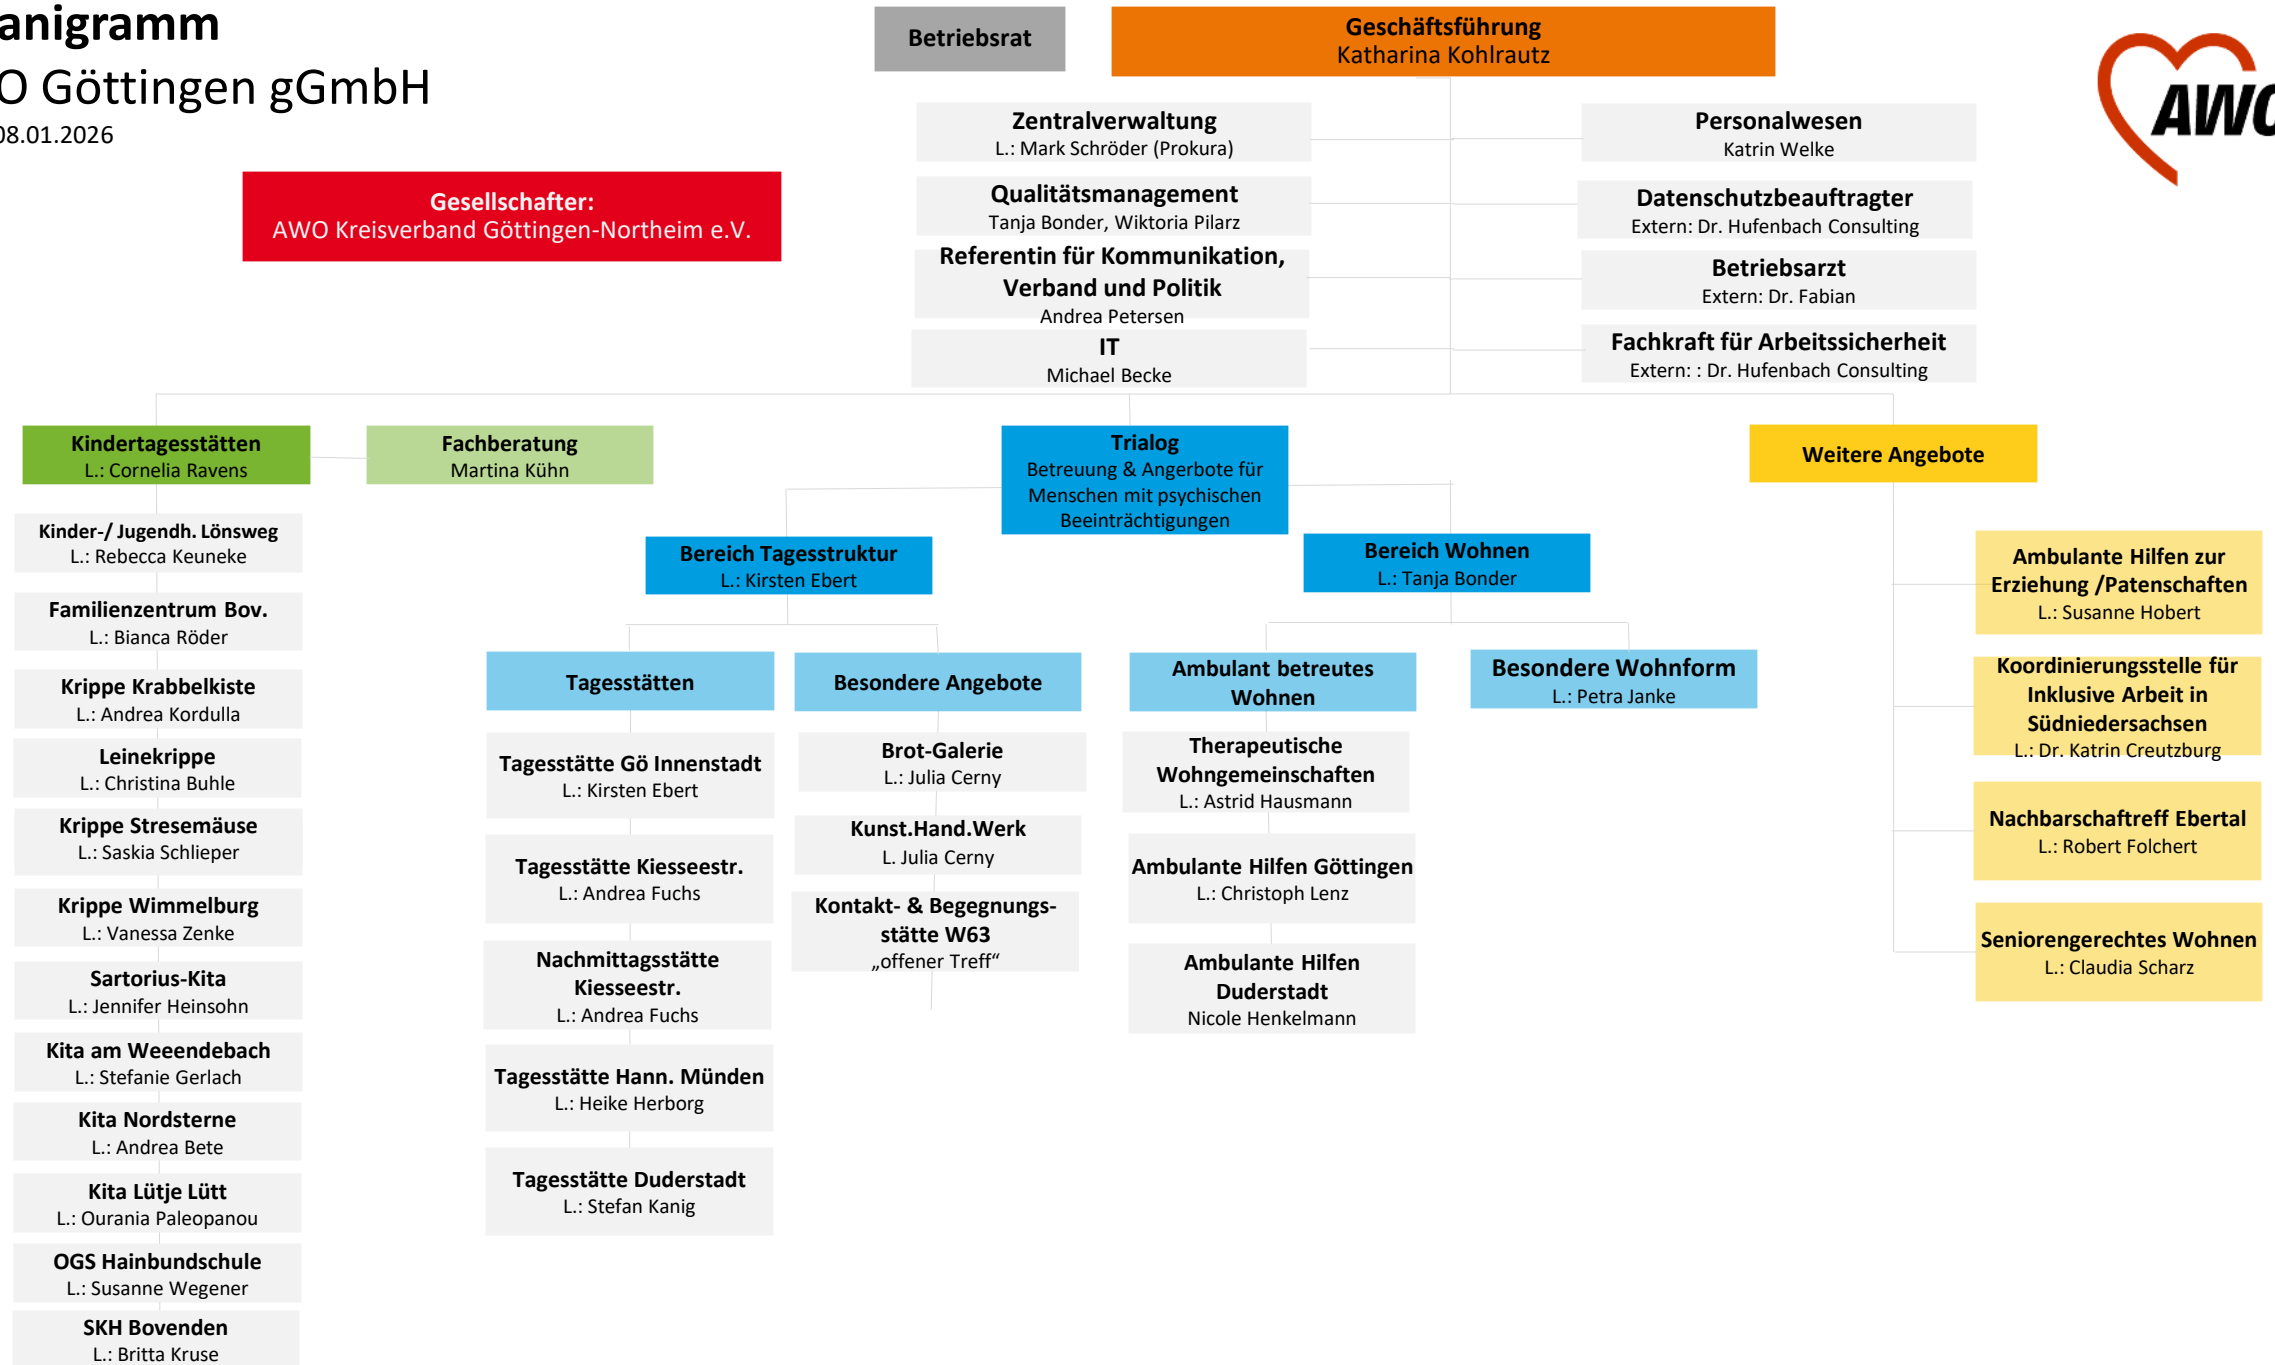 anigramm
O Göttingen gGmbH
08.01.2026
Betriebsrat
Geschäftsführung
Katharina Kohlrautz
AWO
Gesellschafter:
AWO Kreisverband Göttingen-Northeim e.V.
Zentralverwaltung
L.: Mark Schröder (Prokura)
Qualitätsmanagement
Tanja Bonder, Wiktoria Pilarz
Referentin für Kommunikation,
Verband und Politik
Andrea Petersen
IT
Michael Becke
Personalwesen
Katrin Welke
Datenschutzbeauftragter
Extern: Dr. Hufenbach Consulting
Betriebsarzt
Extern: Dr. Fabian
Fachkraft für Arbeitssicherheit
Extern: : Dr. Hufenbach Consulting
Kindertagesstätten
L.: Cornelia Ravens
Fachberatung
Martina Kühn
Kinder-/ Jugendh. Lönsweg
L.: Rebecca Keuneke
Familienzentrum Bov.
L.: Bianca Röder
Krippe Krabbelkiste
L.: Andrea Kordulla
Leinekrippe
L.: Christina Buhle
Krippe Stresemäuse
L.: Saskia Schlieper
Krippe Wimmelburg
L.: Vanessa Zenke
Sartorius-Kita
L.: Jennifer Heinsohn
Kita am Weeendebach
L.: Stefanie Gerlach
Kita Nordsterne
L.: Andrea Bete
Kita Lütje Lütt
L.: Ourania Paleopanou
OGS Hainbundschule
L.: Susanne Wegener
SKH Bovenden
L.: Britta Kruse
Trialog
Betreuung & Angerbote für
Menschen mit psychischen
Beeinträchtigungen
Bereich Tagesstruktur
L.: Kirsten Ebert
Tagesstätten
Tagesstätte Gö Innenstadt
L.: Kirsten Ebert
Tagesstätte Kiesseestr.
L.: Andrea Fuchs
Nachmittagsstätte
Kiesseestr.
L.: Andrea Fuchs
Tagesstätte Hann. Münden
L.: Heike Herborg
Tagesstätte Duderstadt
L.: Stefan Kanig
Besondere Angebote
Brot-Galerie
L.: Julia Cerny
Kunst.Hand.Werk
L. Julia Cerny
Kontakt- & Begegnungs-
stätte W63
„offener Treff“
Bereich Wohnen
L.: Tanja Bonder
Ambulant betreutes
Wohnen
Therapeutische
Wohngemeinschaften
L.: Astrid Hausmann
Ambulante Hilfen Göttingen
L.: Christoph Lenz
Ambulante Hilfen
Duderstadt
Nicole Henkelmann
Besondere Wohnform
L.: Petra Janke
Weitere Angebote
Ambulante Hilfen zur
Erziehung /Patenschaften
L.: Susanne Hobert
Koordinierungsstelle für
Inklusive Arbeit in
Südniedersachsen
L.: Dr. Katrin Creutzburg
Nachbarschaftreff Ebertal
L.: Robert Folchert
Seniorengerechtes Wohnen
L.: Claudia Scharz